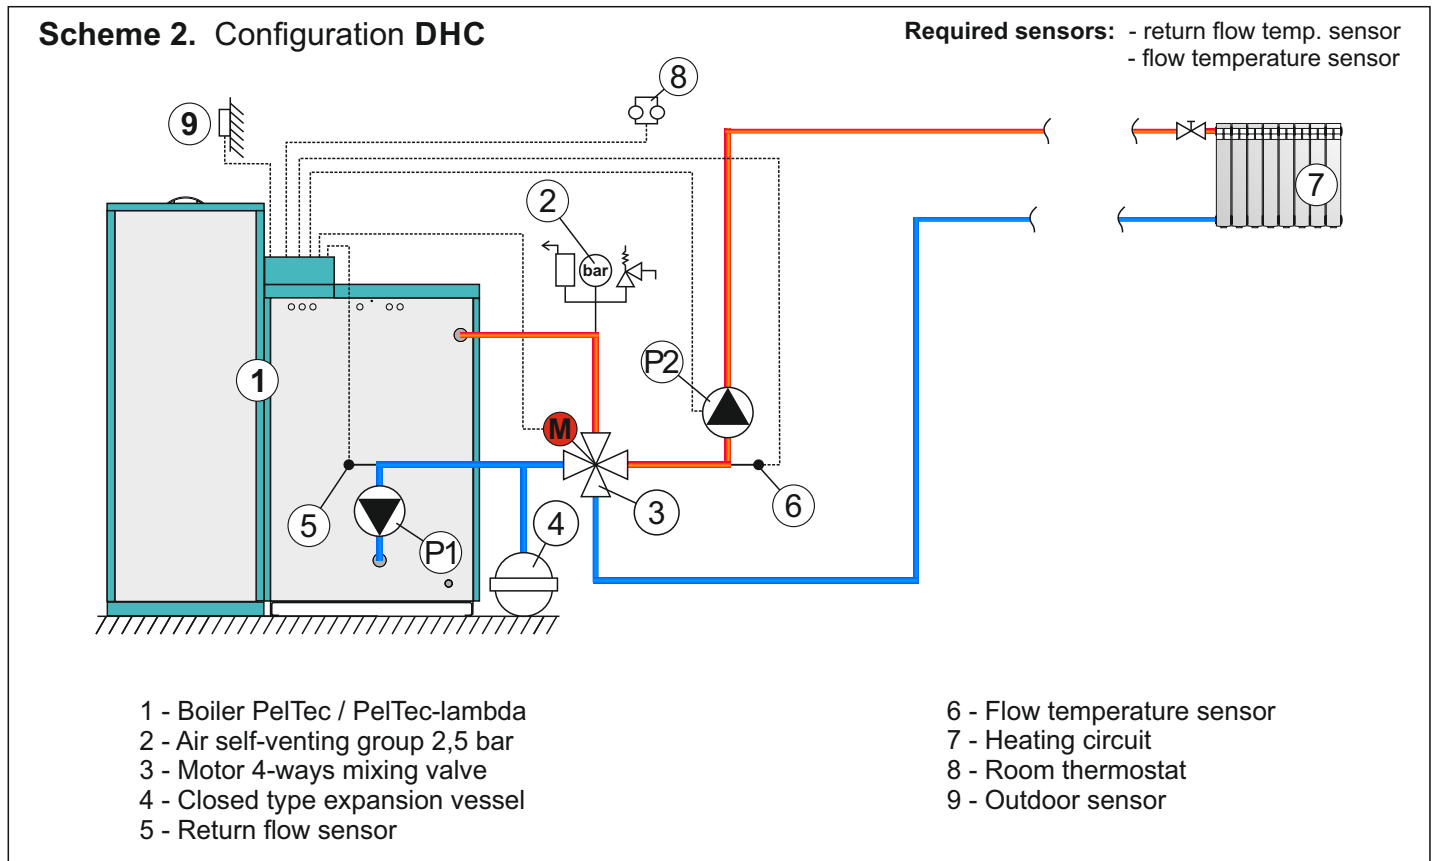 Scheme 2. Configuration DHC
Required sensors: - return flow temp. sensor
- flow temperature sensor
8
9
7
2
bar
1
P2
M
5
P1
4
3
6
1 - Boiler PelTec / PelTec-lambda
2 - Air self-venting group 2,5 bar
3 - Motor 4-ways mixing valve
4 - Closed type expansion vessel
5 - Return flow sensor
6 - Flow temperature sensor
7 - Heating circuit
8 - Room thermostat
9 - Outdoor sensor